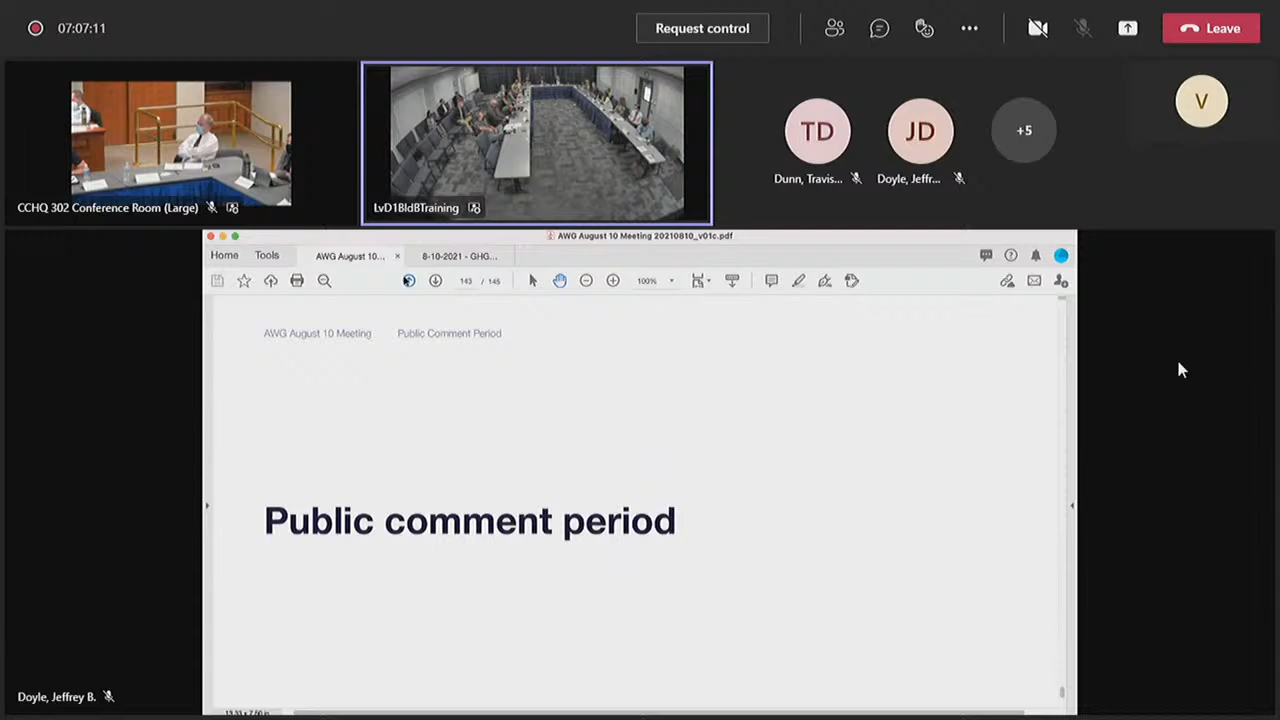 07:07:11
Request control
Leave
CCHQ 302 Conference Room (Large)
LvD1BldBTraining
TD
Dunn, Travis...
JD
Doyle, Jeffr...
+5
V
AWG August 10 Meeting 20210810_v01c.pdf
Home
Tools
AWG August 10...
8-10-2021 - GHG...
143 / 145
100%
AWG August 10 Meeting
Public Comment Period
Public comment period
Doyle, Jeffrey B.